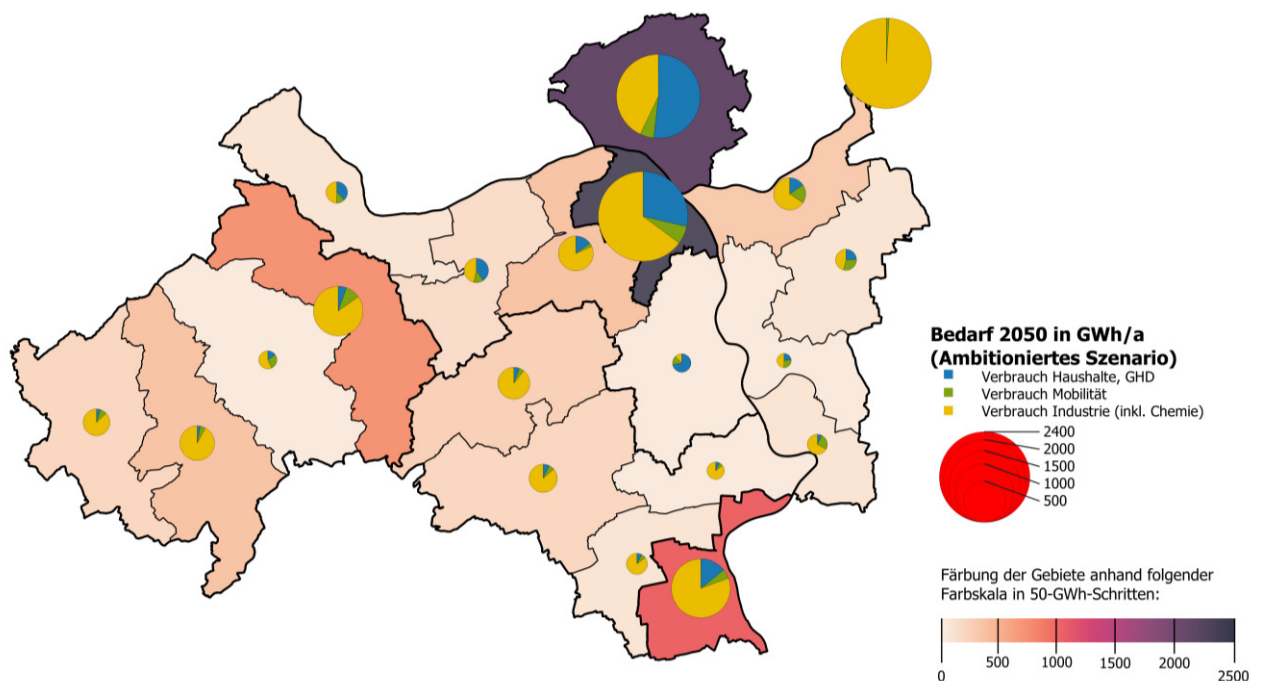 Bedarf 2050 in GWh/a
(Ambitioniertes Szenario)
Verbrauch Haushalte, GHD
Verbrauch Mobilität
Verbrauch Industrie (inkl. Chemie)
2400
2000
1500
1000
500
Färbung der Gebiete anhand folgender
Farbskala in 50-GWh-Schritten:
0 500 1000 1500 2000 2500